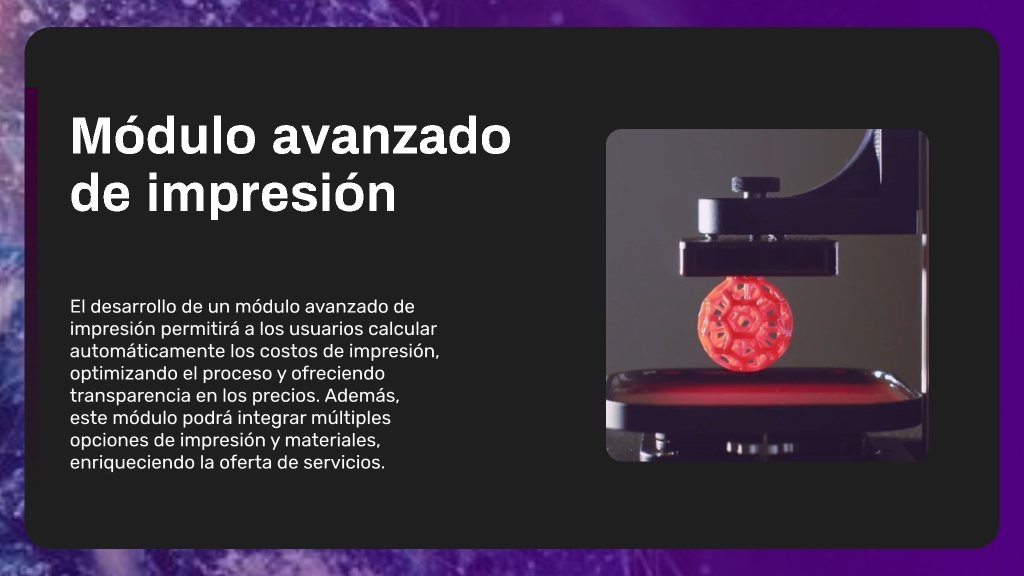 Módulo avanzado
de impresión
El desarrollo de un módulo avanzado de
impresión permitirá a los usuarios calcular
automáticamente los costos de impresión,
optimizando el proceso y ofreciendo
transparencia en los precios. Además,
este módulo podrá integrar múltiples
opciones de impresión y materiales,
enriqueciendo la oferta de servicios.